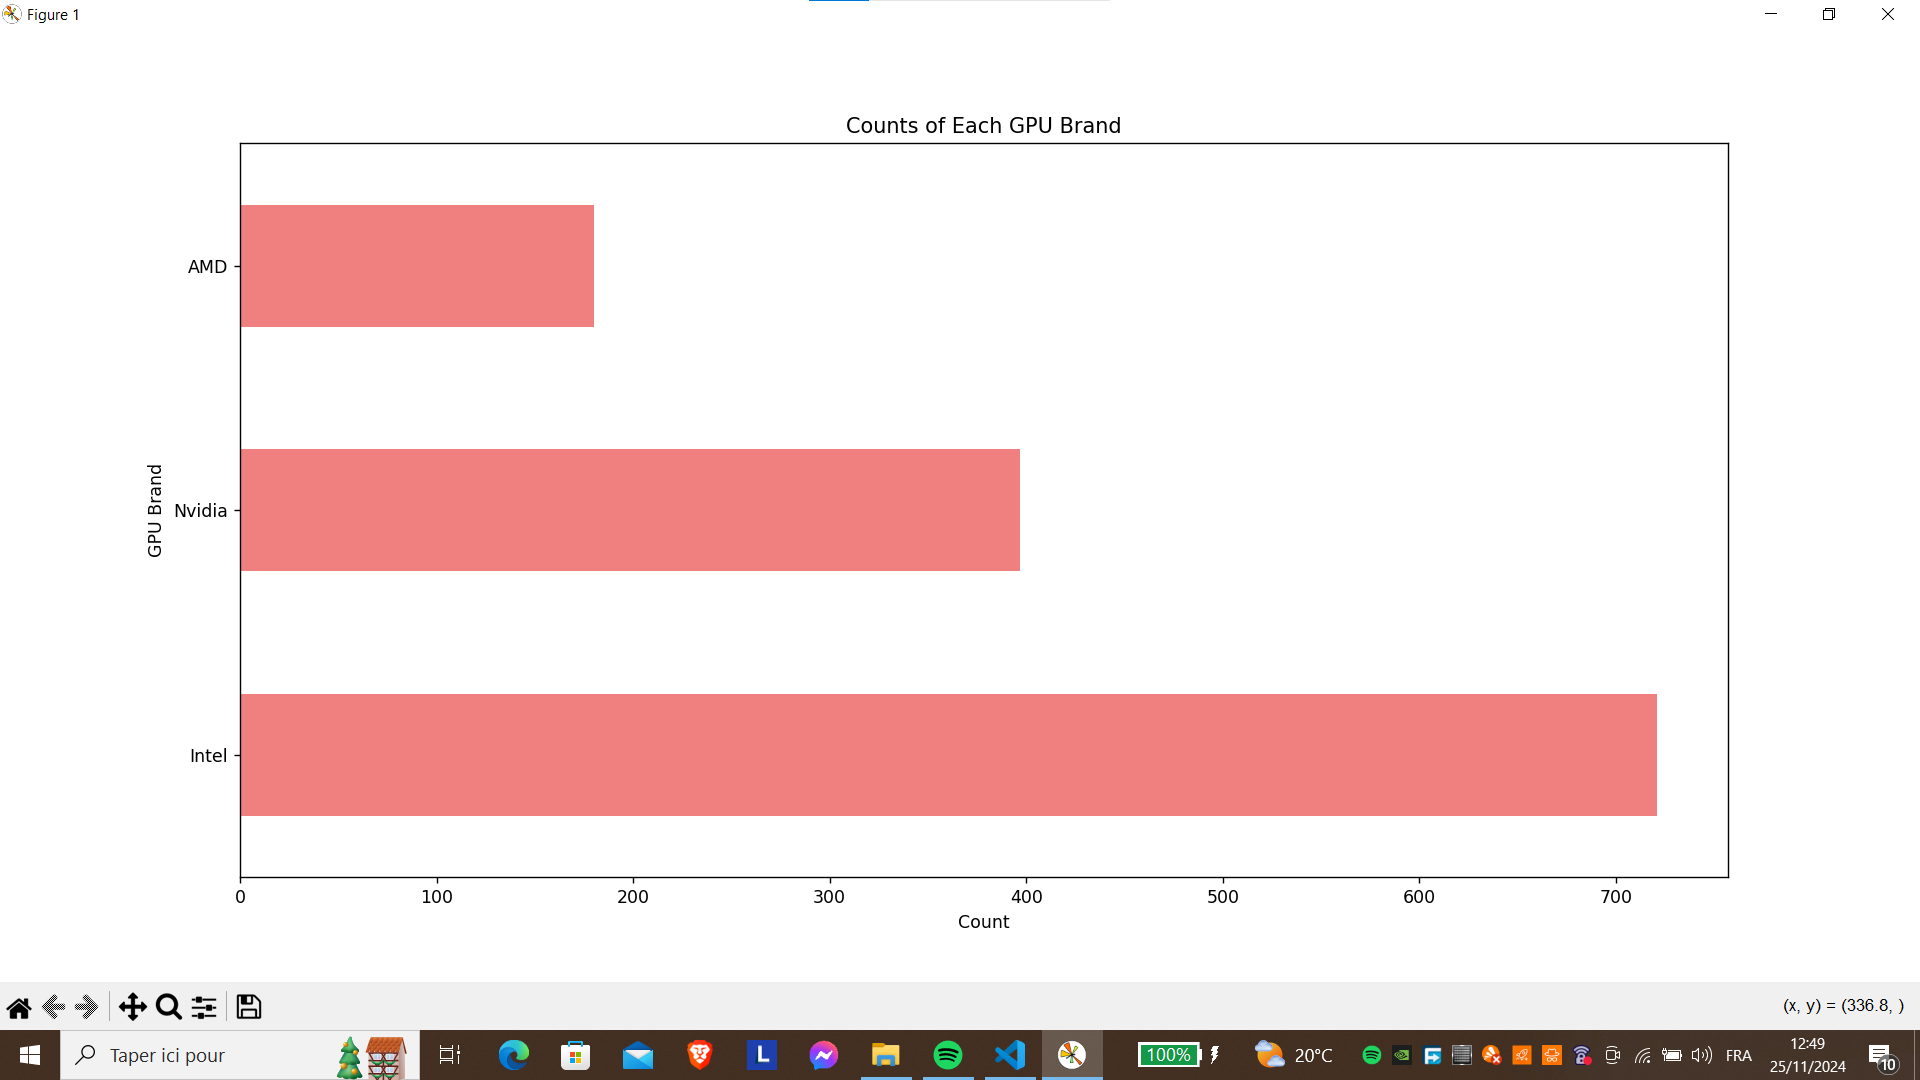 Figure 1
Counts of Each GPU Brand
AMD
Nvidia
Intel
GPU Brand
0 100 200 300 400 500 600 700
Count
(x, y) = (336.8, )
Taper ici pour
L
100%
20°C
FRA
12:49
25/11/2024
10